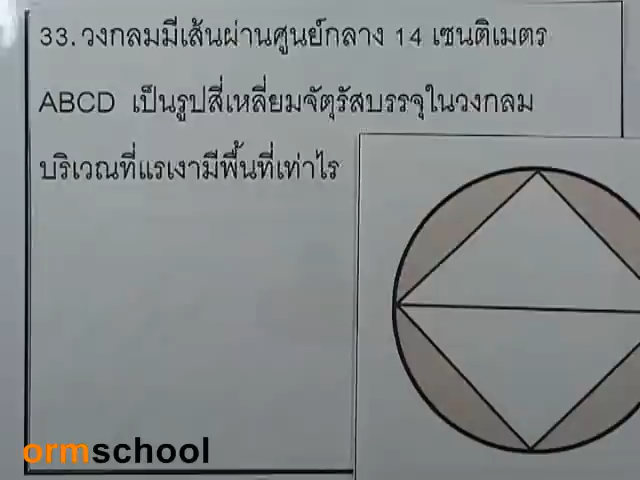 33. วงกลมมีเส้นผ่านศูนย์กลาง 14 เซนติเมตร
ABCD เป็นรูปสี่เหลี่ยมจัตุรัสบรรจุในวงกลม
บริเวณที่แรเงามีพื้นที่เท่าไร
ormschool